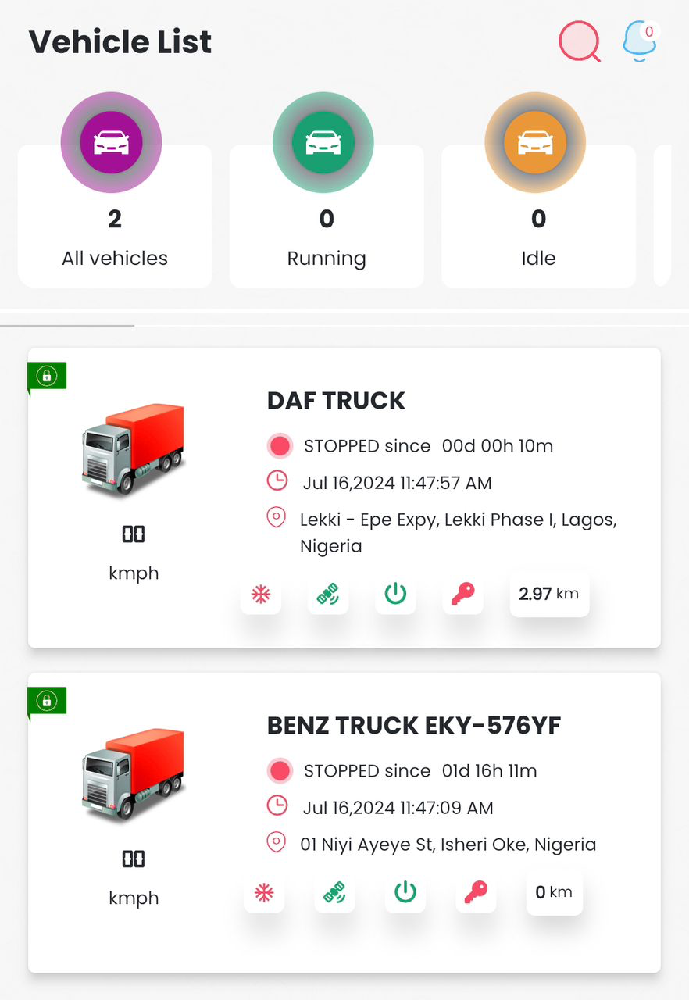 Vehicle List
0
2
All vehicles
0
Running
0
Idle
DAF TRUCK
STOPPED since 00d 00h 10m
Jul 16,2024 11:47:57 AM
Lekki - Epe Expy, Lekki Phase I, Lagos,
Nigeria
00
kmph
2.97 km
BENZ TRUCK EKY-576YF
STOPPED since 01d 16h 11m
Jul 16,2024 11:47:09 AM
01 Niyi Ayeye St, Isheri Oke, Nigeria
00
kmph
0 km